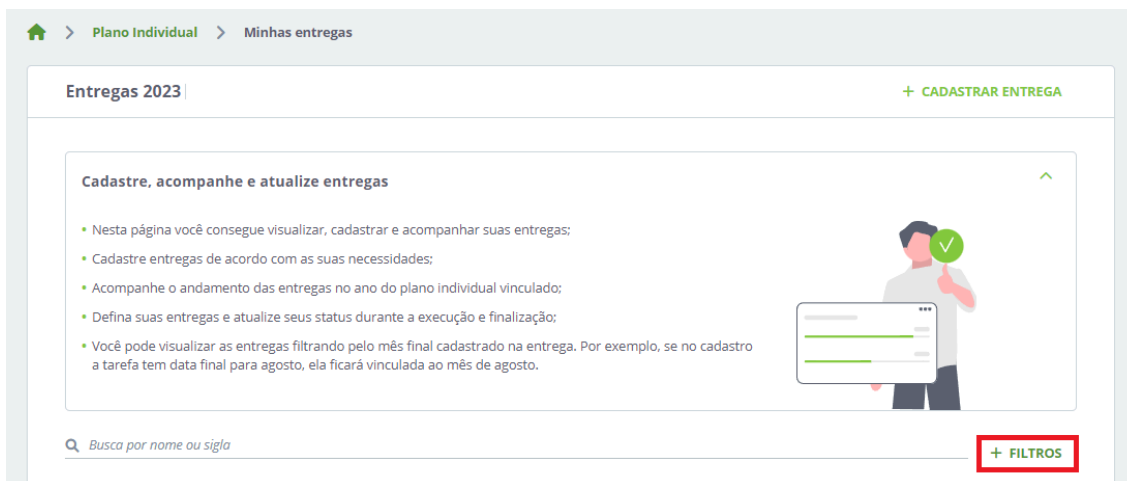 Plano Individual > Minhas entregas
Entregas 2023
+ CADASTRAR ENTREGA
Cadastre, acompanhe e atualize entregas
• Nesta página você consegue visualizar, cadastrar e acompanhar suas entregas;
• Cadastre entregas de acordo com as suas necessidades;
• Acompanhe o andamento das entregas no ano do plano individual vinculado;
• Defina suas entregas e atualize seus status durante a execução e finalização;
• Você pode visualizar as entregas filtrando pelo mês final cadastrado na entrega. Por exemplo, se no cadastro
a tarefa tem data final para agosto, ela ficará vinculada ao mês de agosto.
Busca por nome ou sigla
+ FILTROS